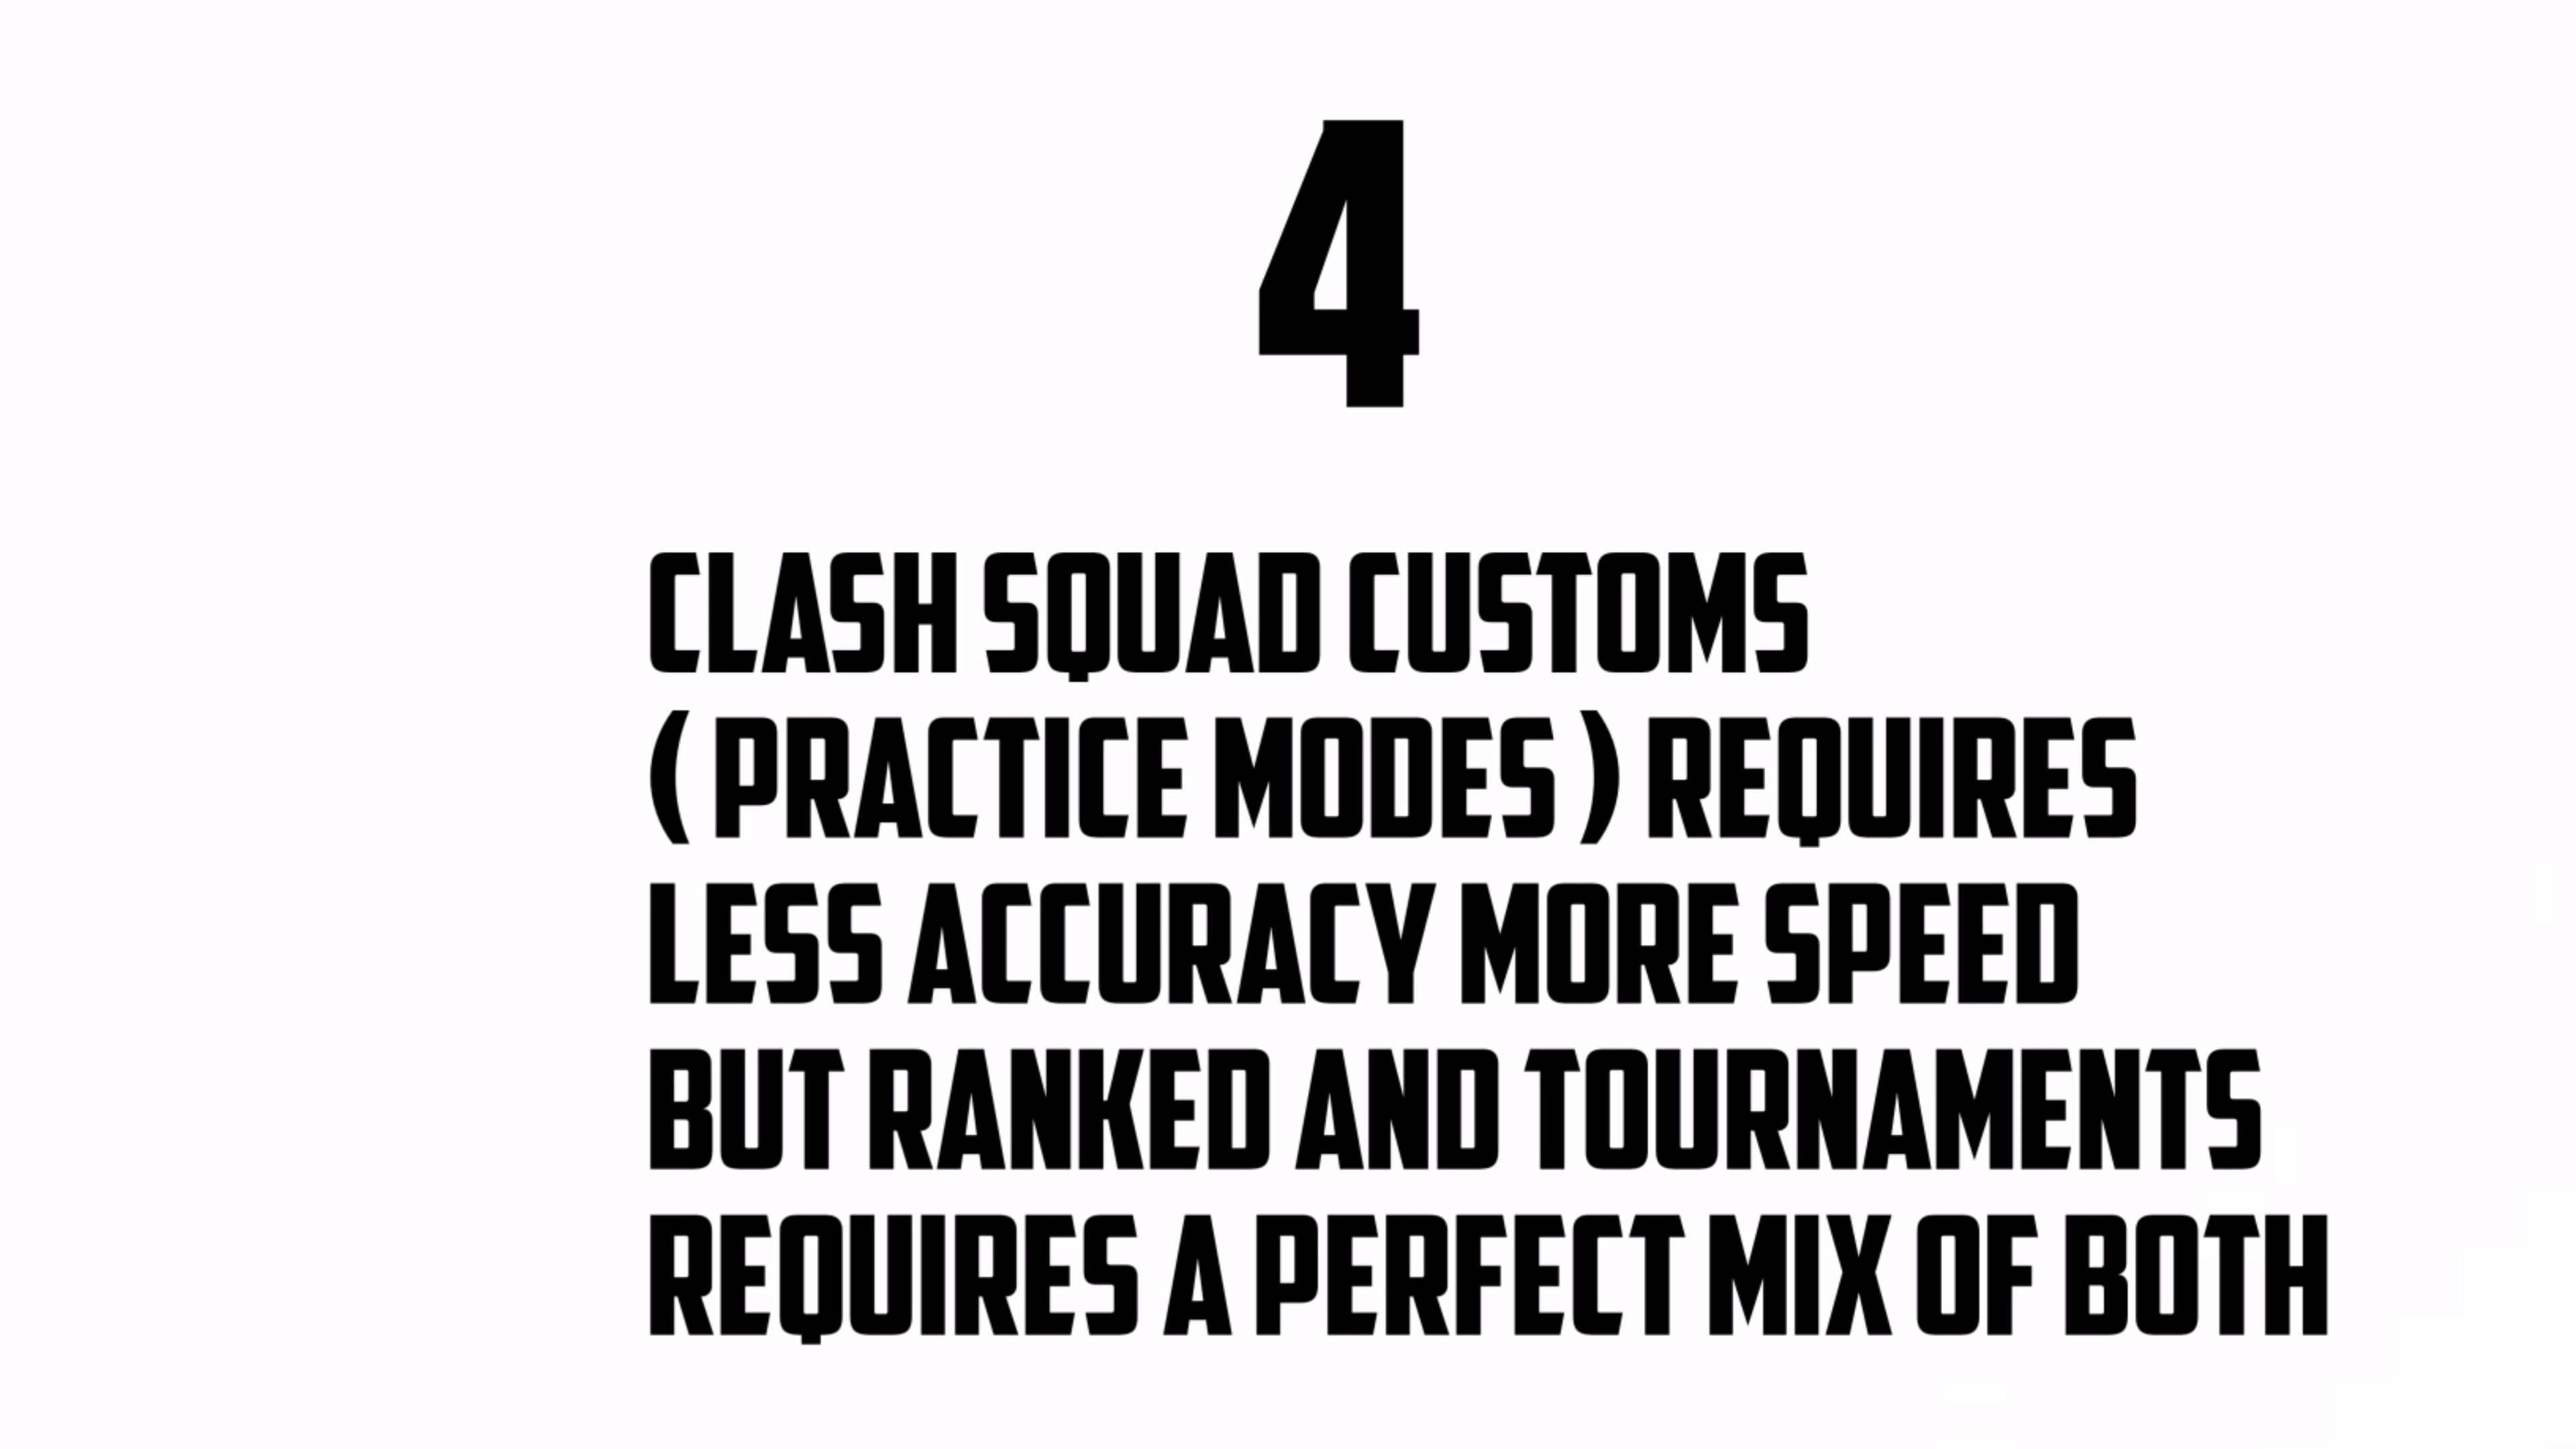 4
CLASH SQUAD CUSTOMS
( PRACTICE MODES ) REQUIRES
LESS ACCURACY MORE SPEED
BUT RANKED AND TOURNAMENTS
REQUIRES A PERFECT MIX OF BOTH